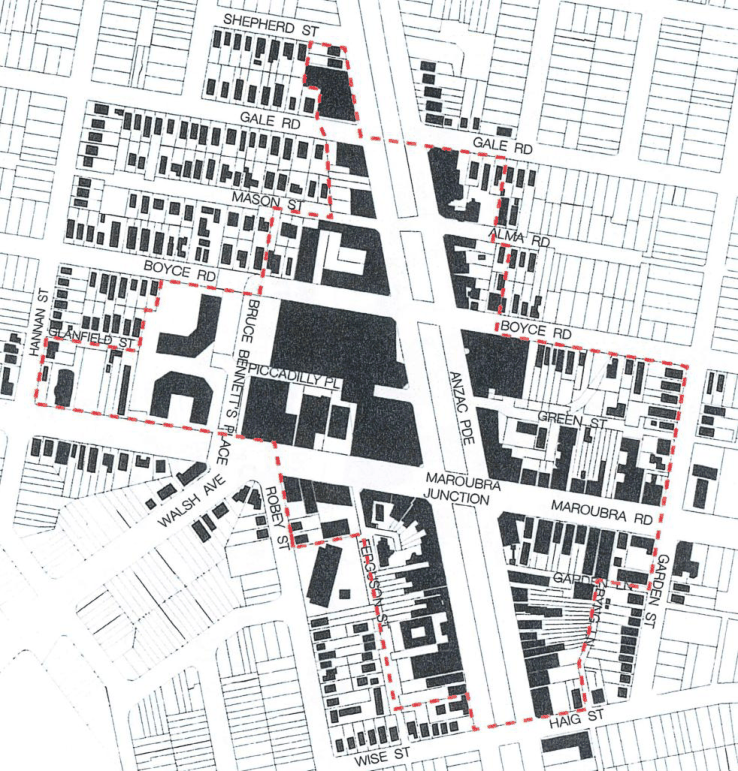 SHEPHERD ST
GALE RD
GALE RD
MASON ST
ALMA RD
BOYCE RD
HANNAN ST
GLANFIELD ST
BRUCE BENNETTS PLACE
BOYCE RD
PICCADILLY PL
ANZAC PDE
GREEN ST
MAROUBRA
JUNCTION
MAROUBRA RD
WALSH AVE
ROBEY ST
FERGUSON ST
GARDEN ST
HAIG ST
WISE ST